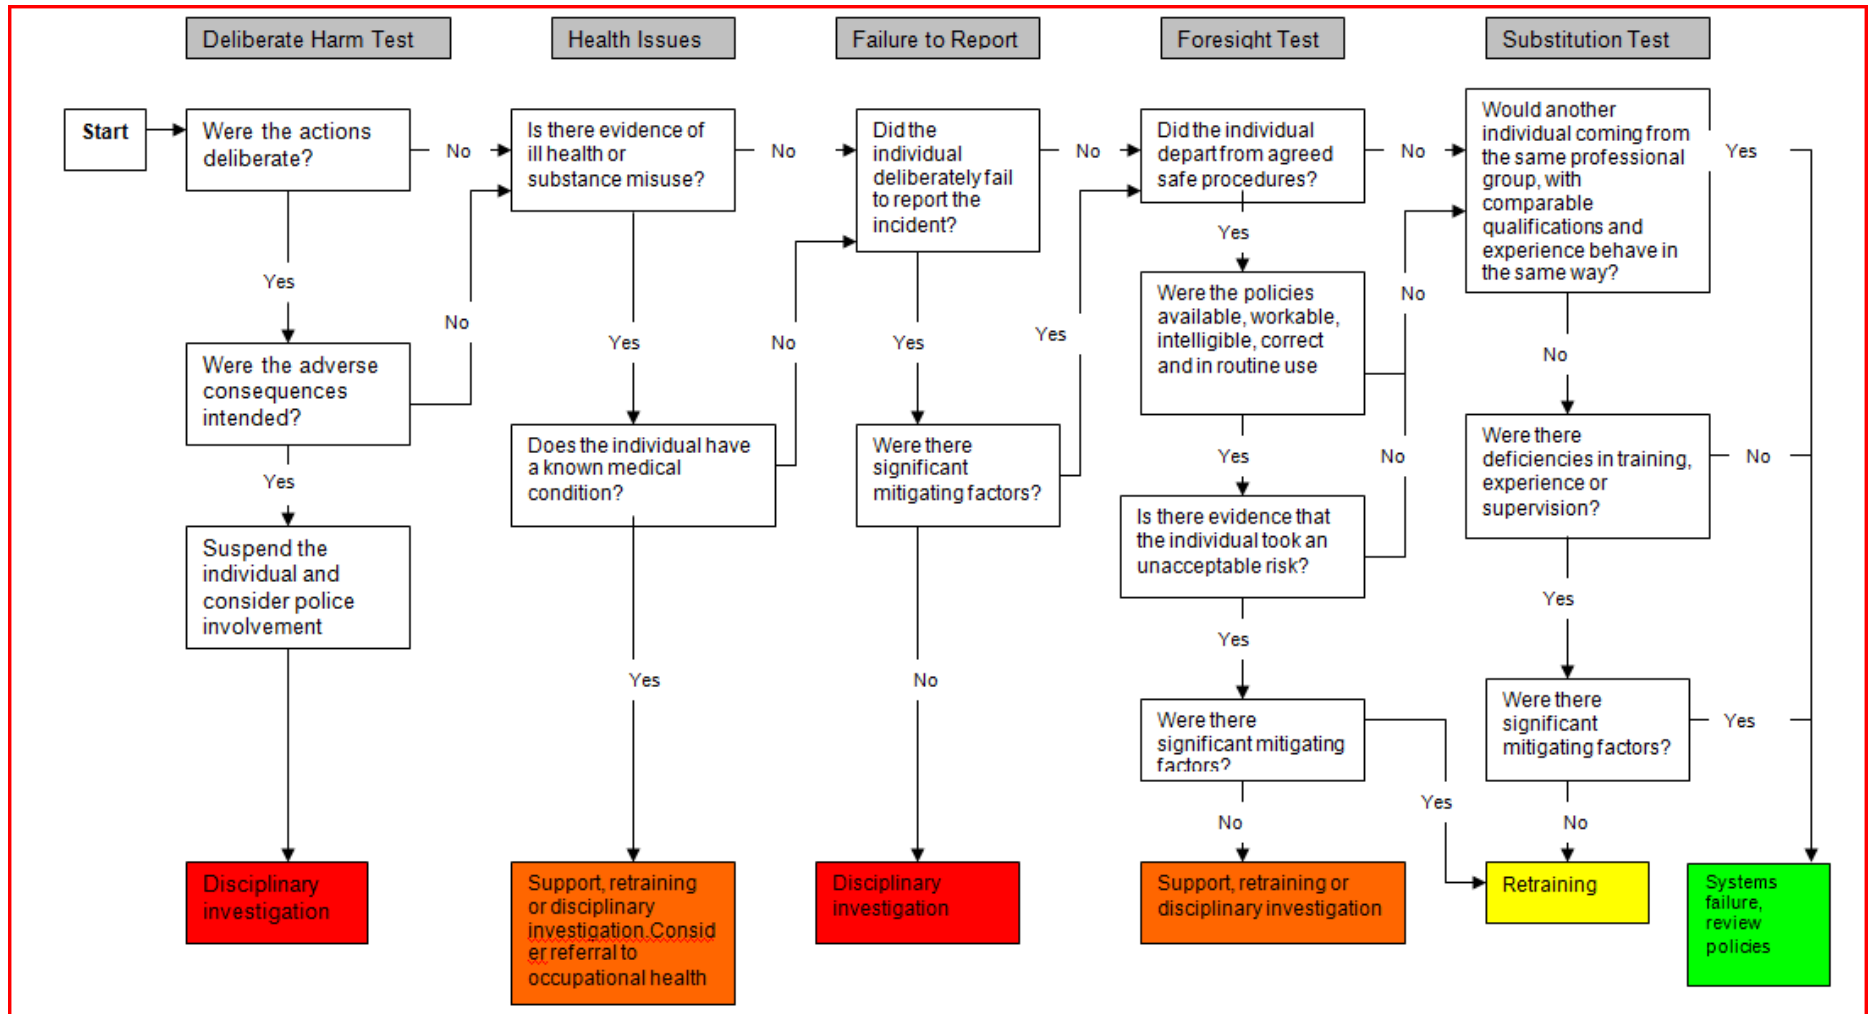 Deliberate Harm Test
Health Issues
Failure to Report
Foresight Test
Substitution Test
Start
Were the actions
deliberate?
No
Yes
Were the adverse
consequences
intended?
No
Yes
Suspend the
individual and
consider police
involvement
Disciplinary
investigation
Is there evidence of
ill health or
substance misuse?
No
Yes
Does the individual have
a known medical
condition?
No
Yes
Support, retraining
or disciplinary
investigation.Consid
er referral to
occupational health
Did the
individual
deliberately fail
to report the
incident?
No
Yes
Were there
significant
mitigating factors?
Yes
No
Disciplinary
investigation
Did the individual
depart from agreed
safe procedures?
No
Yes
Were the policies
available, workable,
intelligible, correct
and in routine use
No
Yes
Is there evidence that
the individual took an
unacceptable risk?
No
Yes
Were there
significant mitigating
factors?
Yes
No
Support, retraining or
disciplinary investigation
Would another
individual coming from
the same professional
group, with
comparable
qualifications and
experience behave in
the same way?
Yes
No
Were there
deficiencies in training,
experience or
supervision?
No
Yes
Were there
significant
mitigating factors?
Yes
No
Retraining
Systems
failure,
review
policies